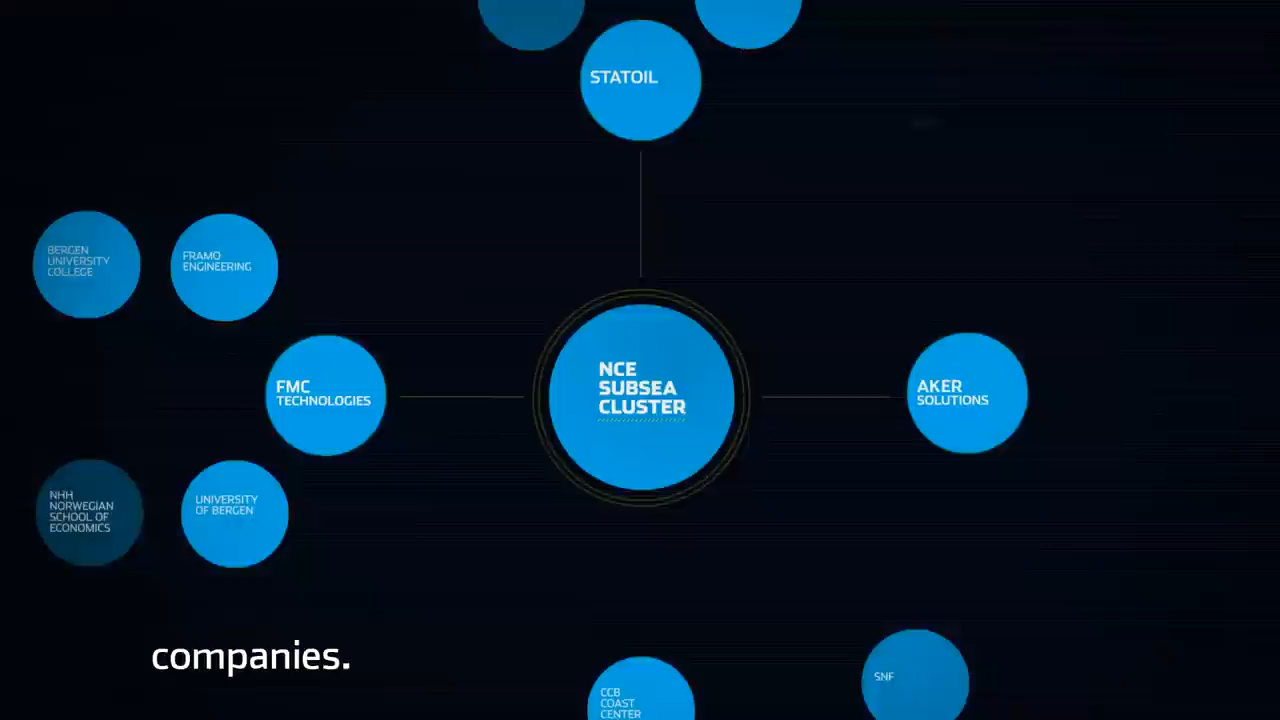 STATOIL
BERGEN
UNIVERSITY
COLLEGE
FRAMO
ENGINEERING
FMC
TECHNOLOGIES
NCE
SUBSEA
CLUSTER
AKER
SOLUTIONS
NHH
NORWEGIAN
SCHOOL OF
ECONOMICS
UNIVERSITY
OF BERGEN
companies.
SNF
CCB
COAST
CENTER